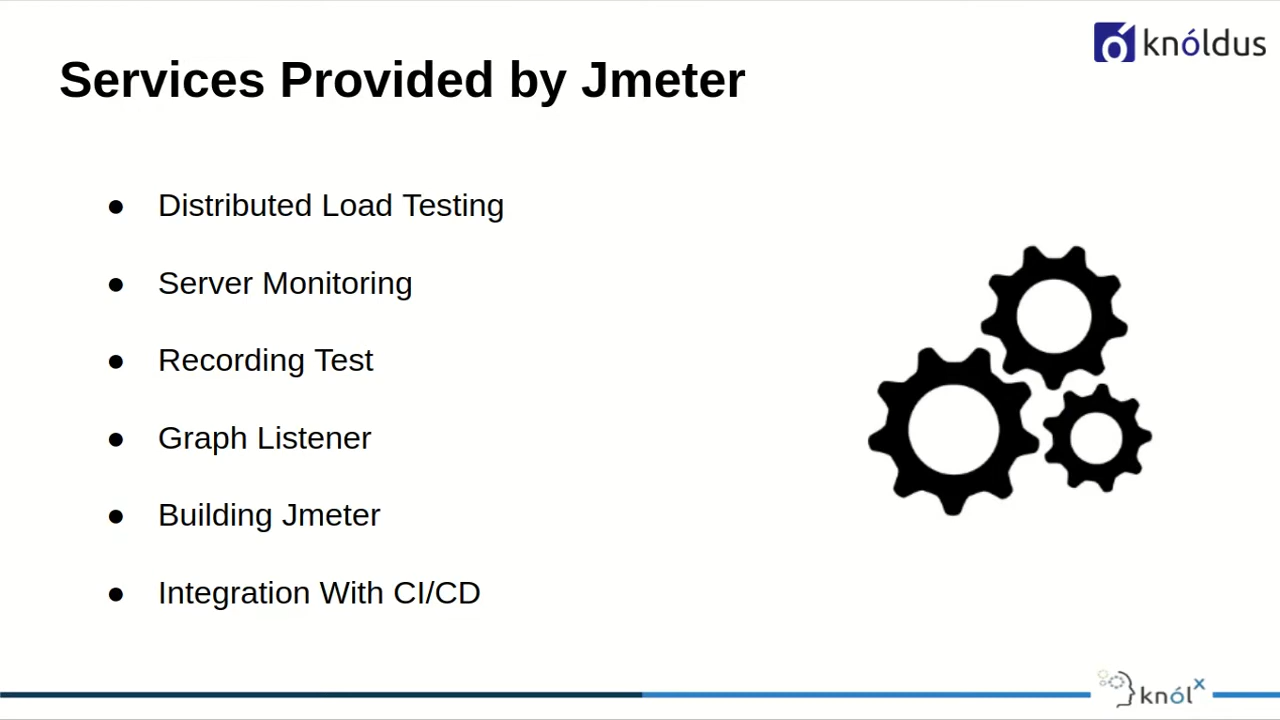 knóldus
Services Provided by Jmeter
● Distributed Load Testing
● Server Monitoring
● Recording Test
● Graph Listener
● Building Jmeter
● Integration With CI/CD
knólx